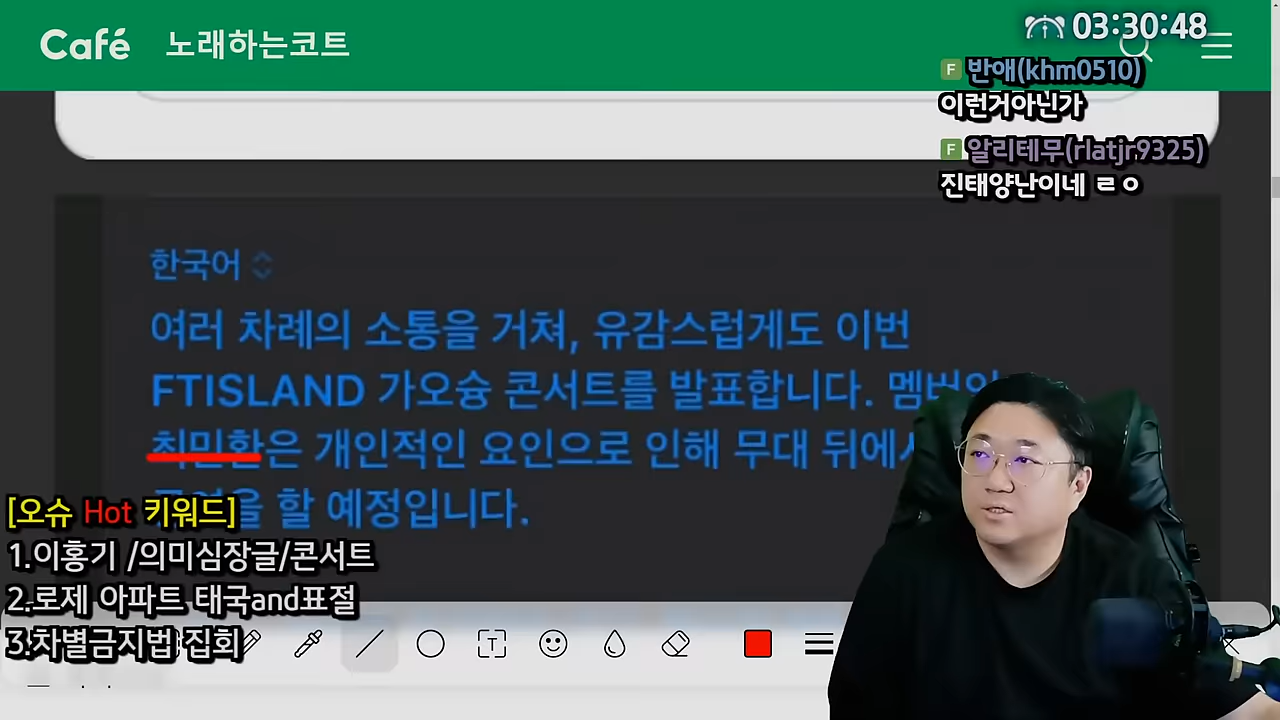 Café 노래하는코트
03:30:48
F 반애(khm0510)
이런거아닌가
F 알리테무(rlatjr9325)
진태양난이네 ㄹㅇ
한국어
여러 차례의 소통을 거쳐, 유감스럽게도 이번
FTISLAND 가오슝 콘서트를 발표합니다.
최민환은 개인적인 요인으로 인해 무대 뒤에서
을 할 예정입니다.
[오슈 Hot 키워드]
1.이홍기 /의미심장글/콘서트
2.로제 아파트 태국and표절
3.차별금지법 집회
T